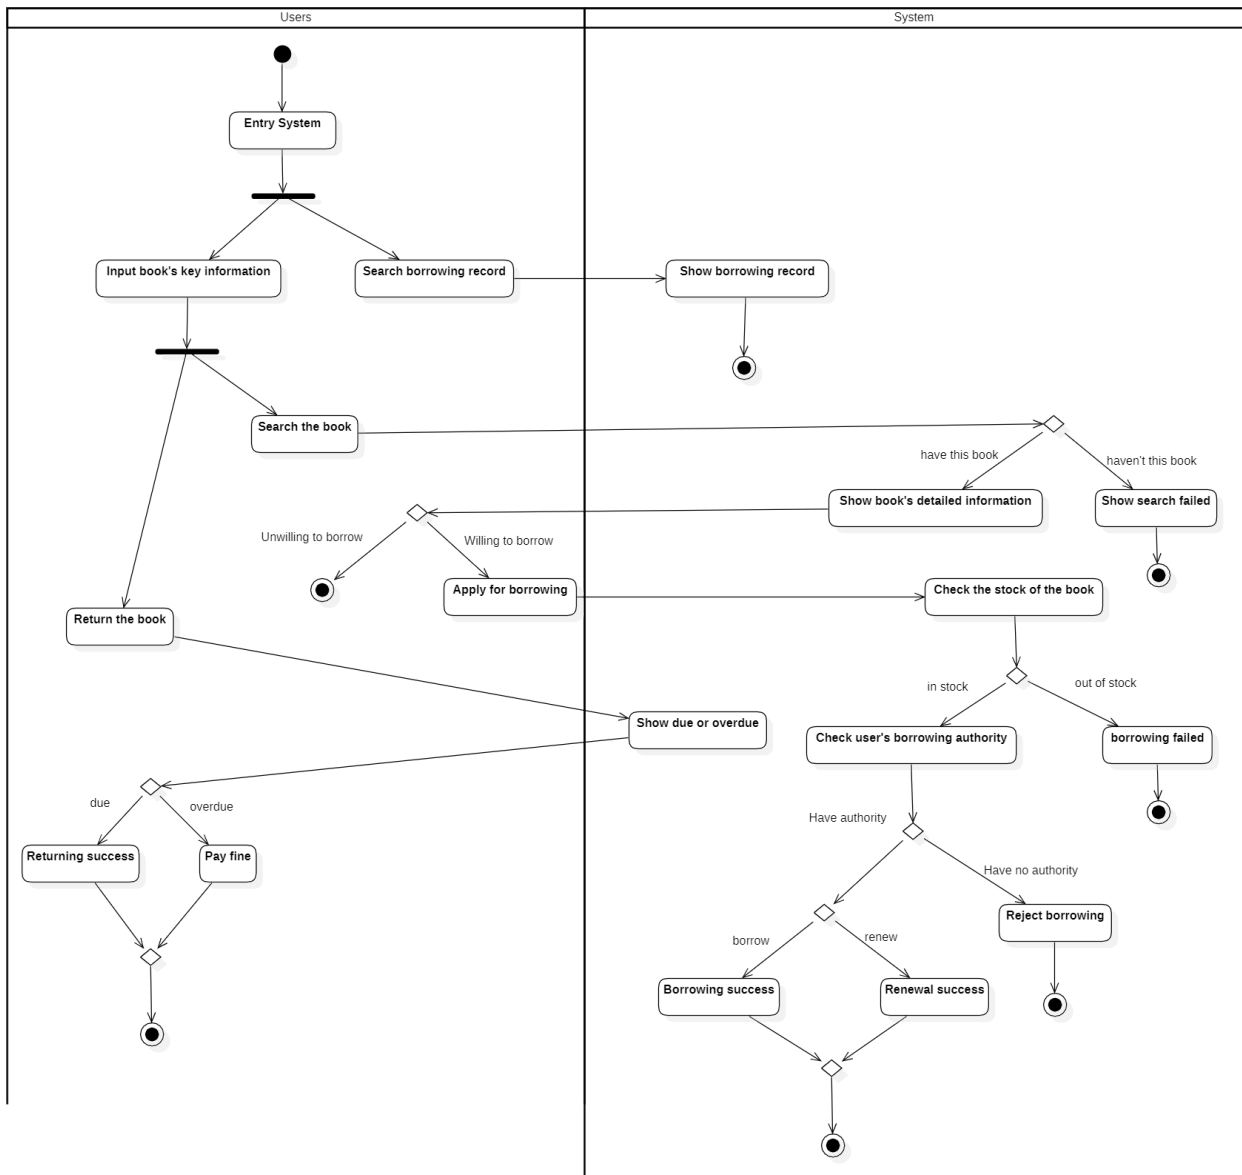 Users
System
Entry System
Input book's key information
Search borrowing record
Show borrowing record
Search the book
have this book
haven't this book
Show book's detailed information
Show search failed
Unwilling to borrow
Willing to borrow
Apply for borrowing
Check the stock of the book
Return the book
in stock
out of stock
Show due or overdue
Check user's borrowing authority
borrowing failed
due
overdue
Have authority
Returning success
Pay fine
Have no authority
Reject borrowing
borrow
renew
Borrowing success
Renewal success